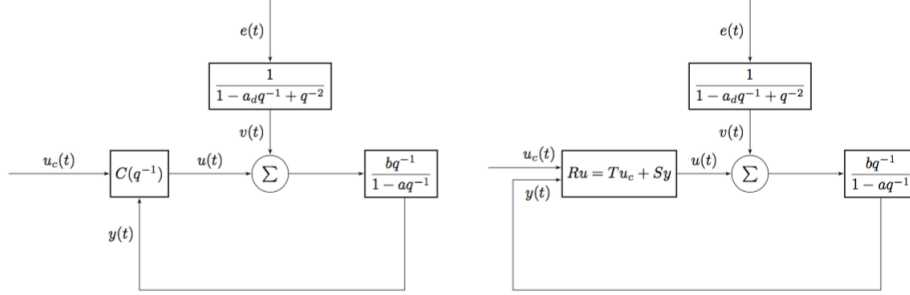 e(t)
1
1 − a_d q⁻¹ + q⁻²
v(t)
u_c(t)
C(q⁻¹)
u(t)
Σ
bq⁻¹
1 − aq⁻¹
y(t)
e(t)
1
1 − a_d q⁻¹ + q⁻²
v(t)
u_c(t)
y(t)
Ru = Tu_c + Sy
u(t)
Σ
bq⁻¹
1 − aq⁻¹